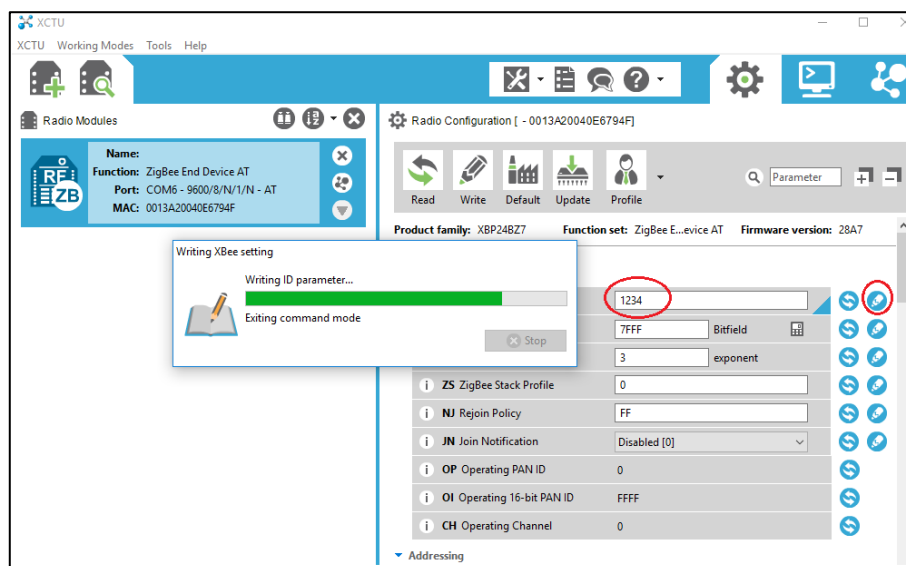 XCTU
XCTU Working Modes Tools Help
Radio Modules
Radio Configuration [ - 0013A20040E6794F]
Name:
Function: ZigBee End Device AT
Port: COM6 - 9600/8/N/1/N - AT
MAC: 0013A20040E6794F
RF
ZB
Read Write Default Update Profile
Parameter
Product family: XBP24BZ7 Function set: ZigBee E...evice AT Firmware version: 28A7
Writing XBee setting
Writing ID parameter...
Exiting command mode
Stop
1234
7FFF Bitfield
3 exponent
i ZS ZigBee Stack Profile 0
i NJ Rejoin Policy FF
i JN Join Notification Disabled [0]
i OP Operating PAN ID 0
i OI Operating 16-bit PAN ID FFFF
i CH Operating Channel 0
Addressing